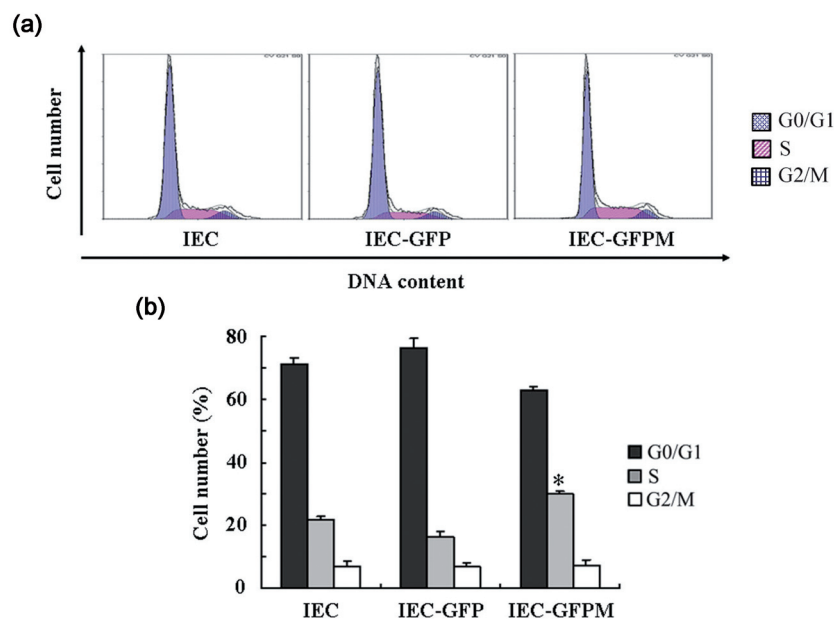 (a)
Cell number
G0/G1
S
G2/M
IEC
IEC-GFP
IEC-GFPM
DNA content
(b)
Cell number (%)
80
60
40
20
0
*
G0/G1
S
G2/M
IEC
IEC-GFP
IEC-GFPM